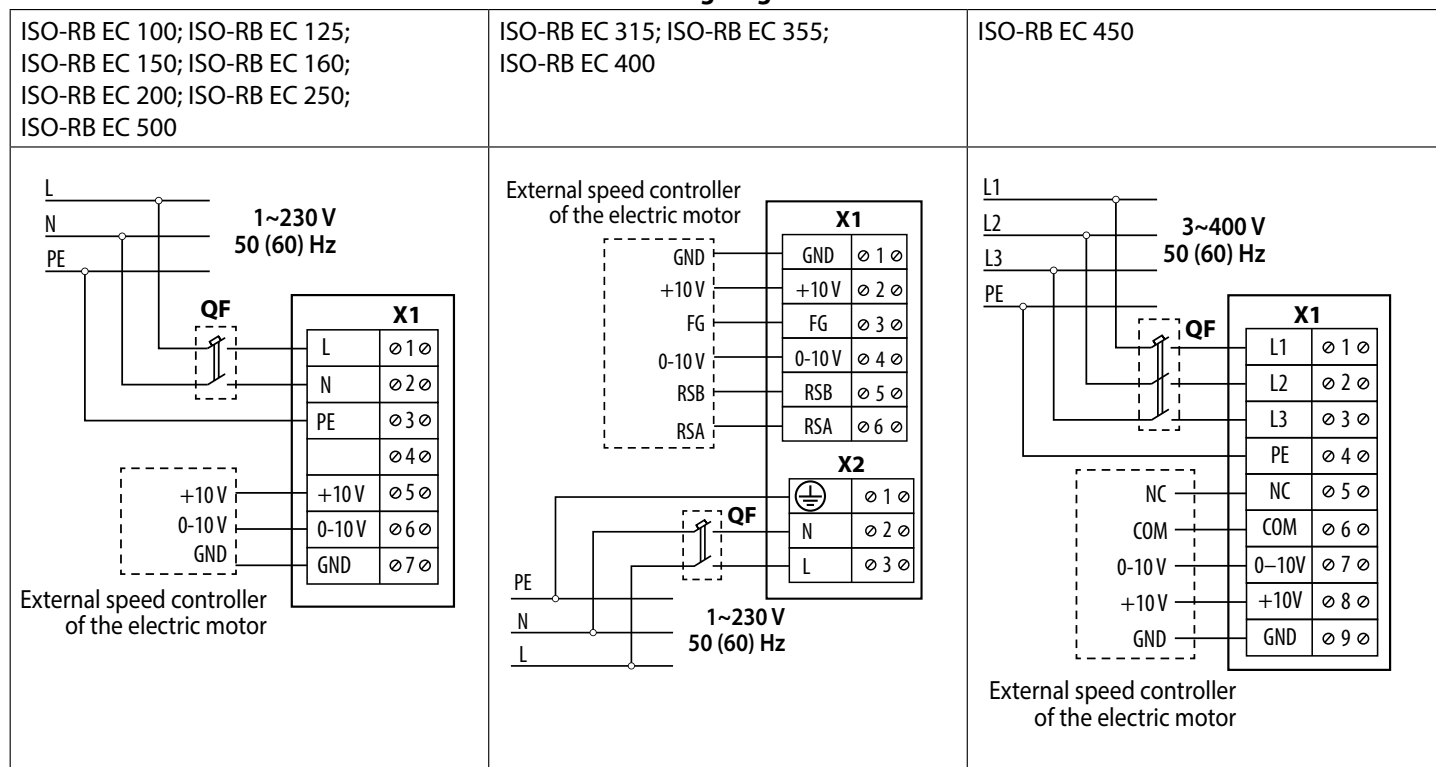 ISO-RB EC 100; ISO-RB EC 125;
ISO-RB EC 150; ISO-RB EC 160;
ISO-RB EC 200; ISO-RB EC 250;
ISO-RB EC 500
ISO-RB EC 315; ISO-RB EC 355;
ISO-RB EC 400
ISO-RB EC 450
L
N
PE
1~230 V
50 (60) Hz
QF
X1
L 1
N 2
PE 3
4
+10 V +10 V 5
0-10 V 0-10 V 6
GND GND 7
External speed controller
of the electric motor
External speed controller
of the electric motor
X1
GND GND 1
+10 V +10 V 2
FG FG 3
0-10 V 0-10 V 4
RSB RSB 5
RSA RSA 6
X2
1
QF
N 2
L 3
PE
N
L
1~230 V
50 (60) Hz
L1
L2
L3
PE
3~400 V
50 (60) Hz
QF
X1
L1 1
L2 2
L3 3
PE 4
NC NC 5
COM COM 6
0-10 V 0–10V 7
+10 V +10V 8
GND GND 9
External speed controller
of the electric motor